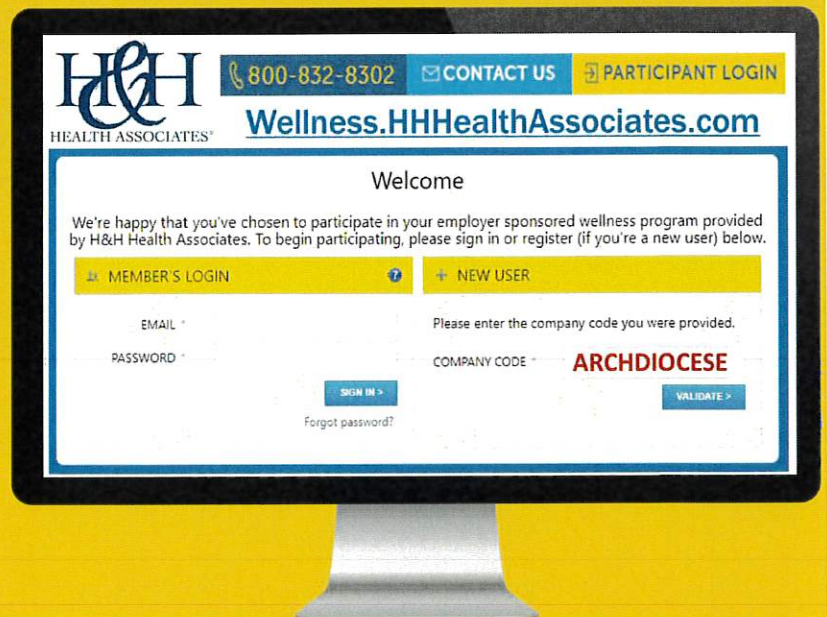 H&H
HEALTH ASSOCIATES®
800-832-8302
CONTACT US
PARTICIPANT LOGIN
Wellness.HHHealthAssociates.com
Welcome
We're happy that you've chosen to participate in your employer sponsored wellness program provided
by H&H Health Associates. To begin participating, please sign in or register (if you're a new user) below.
MEMBER'S LOGIN
?
EMAIL *
PASSWORD *
SIGN IN >
Forgot password?
+ NEW USER
Please enter the company code you were provided.
COMPANY CODE *
ARCHDIOCESE
VALIDATE >